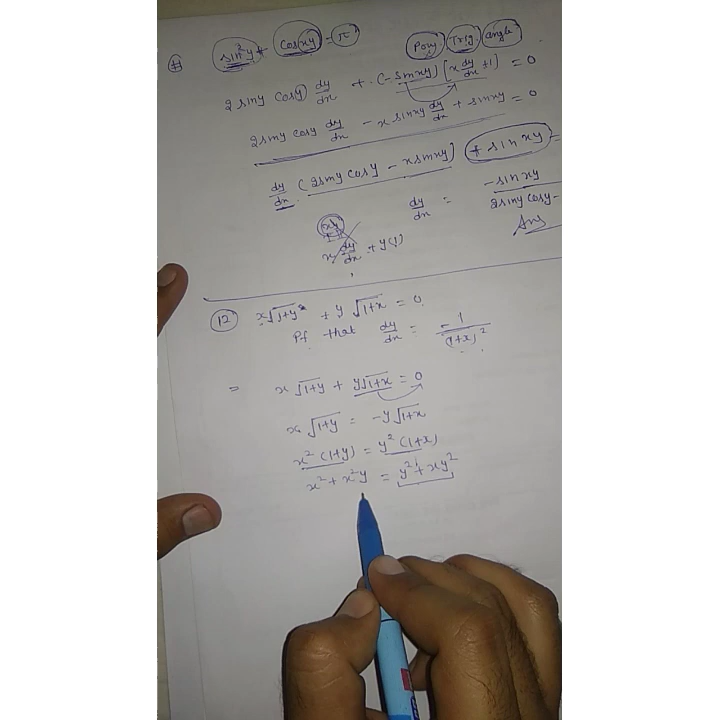 # sin²y + cos(xy) = π
Pow Trig. angle
2 siny cosy dy/dx + (-sinxy) [x dy/dx + 1] = 0
2siny cosy dy/dx - x sinxy dy/dx + sinxy = 0
dy/dx (2siny cosy - xsinxy) + sinxy =
dy/dx = -sinxy / 2siny cosy -
Ans
xy
x dy/dx + y(1)
12 x√1+y + y √1+x = 0
Pf that dy/dx = -1/(1+x)²
= x √1+y + y√1+x = 0
x √1+y = -y√1+x
x² (1+y) = y² (1+x)
x² + x²y = y² + xy²